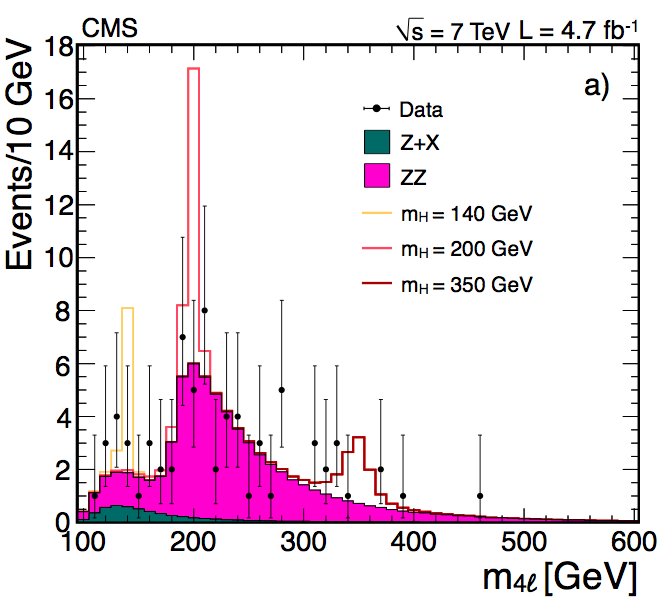 CMS √s = 7 TeV L = 4.7 fb⁻¹
a)
Events/10 GeV
18
16
14
12
10
8
6
4
2
0
Data
Z+X
ZZ
mH = 140 GeV
mH = 200 GeV
mH = 350 GeV
100 200 300 400 500 600
m4ℓ [GeV]